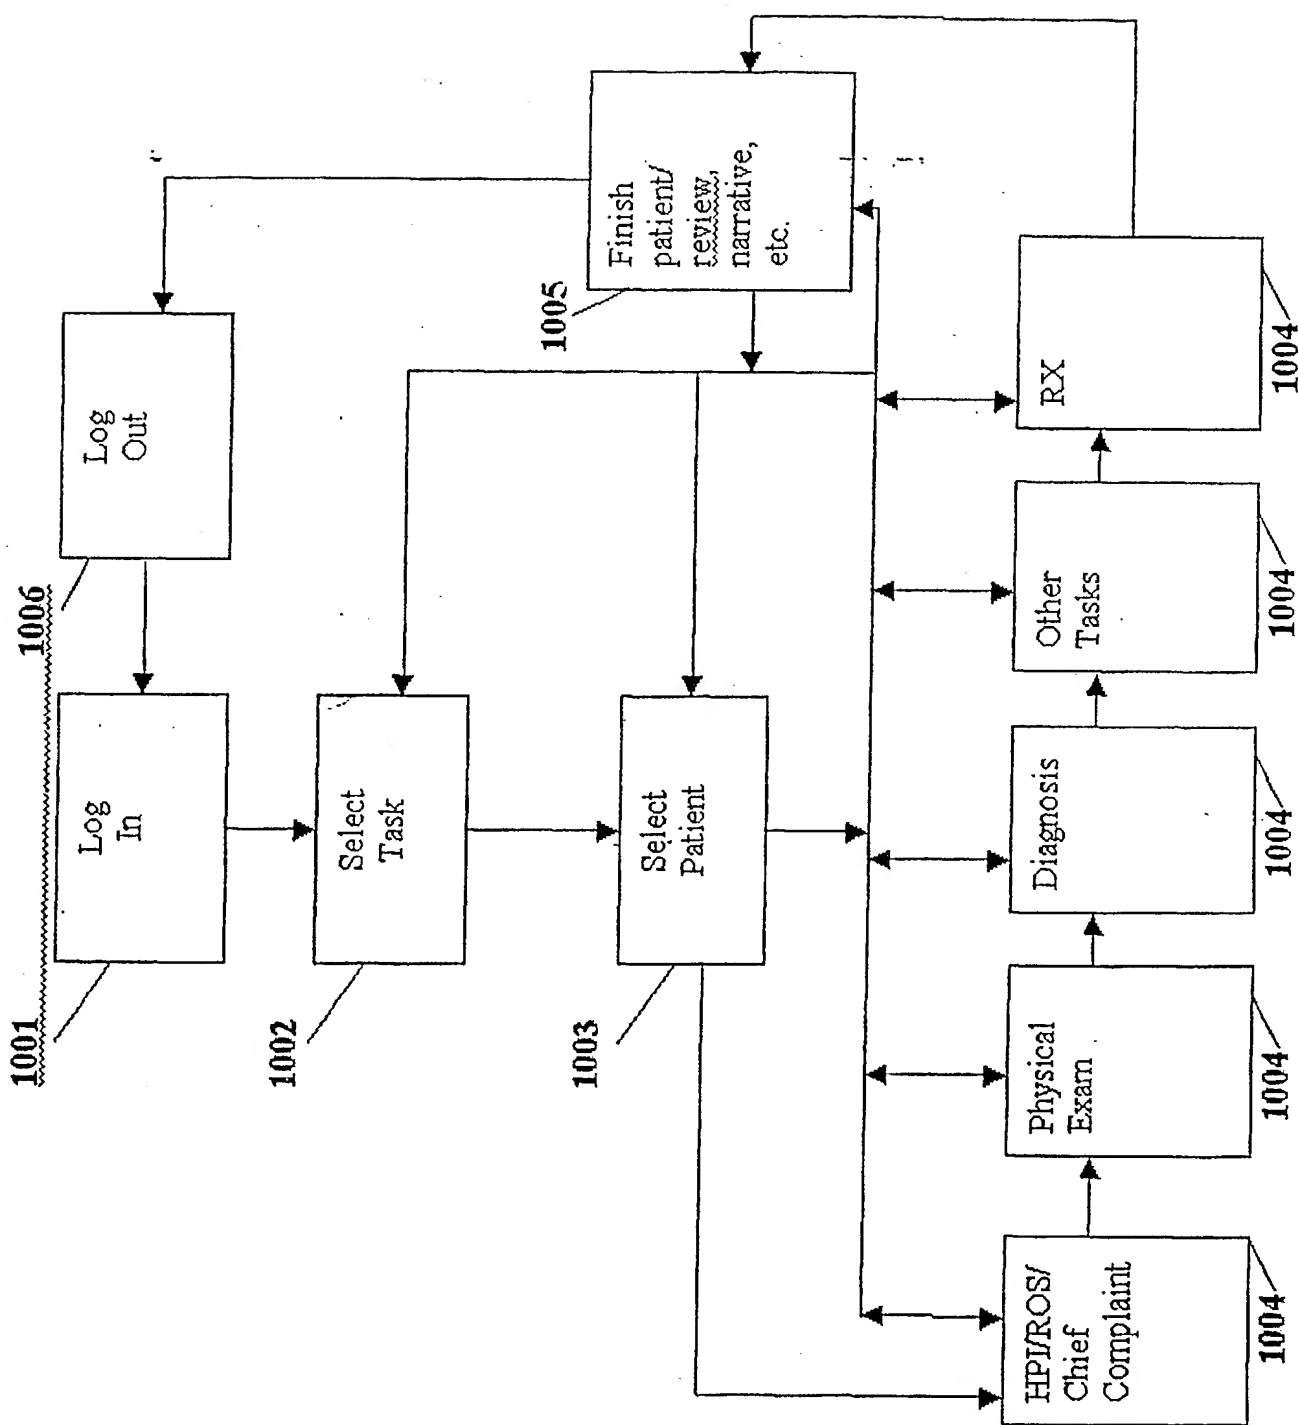 1001
1006
Log
In
Log
Out
1002
Select
Task
1003
Select
Patient
1005
Finish
patient/
review,
narrative,
etc.
HPI/ROS/
Chief
Complaint
1004
Physical
Exam
1004
Diagnosis
1004
Other
Tasks
1004
RX
1004